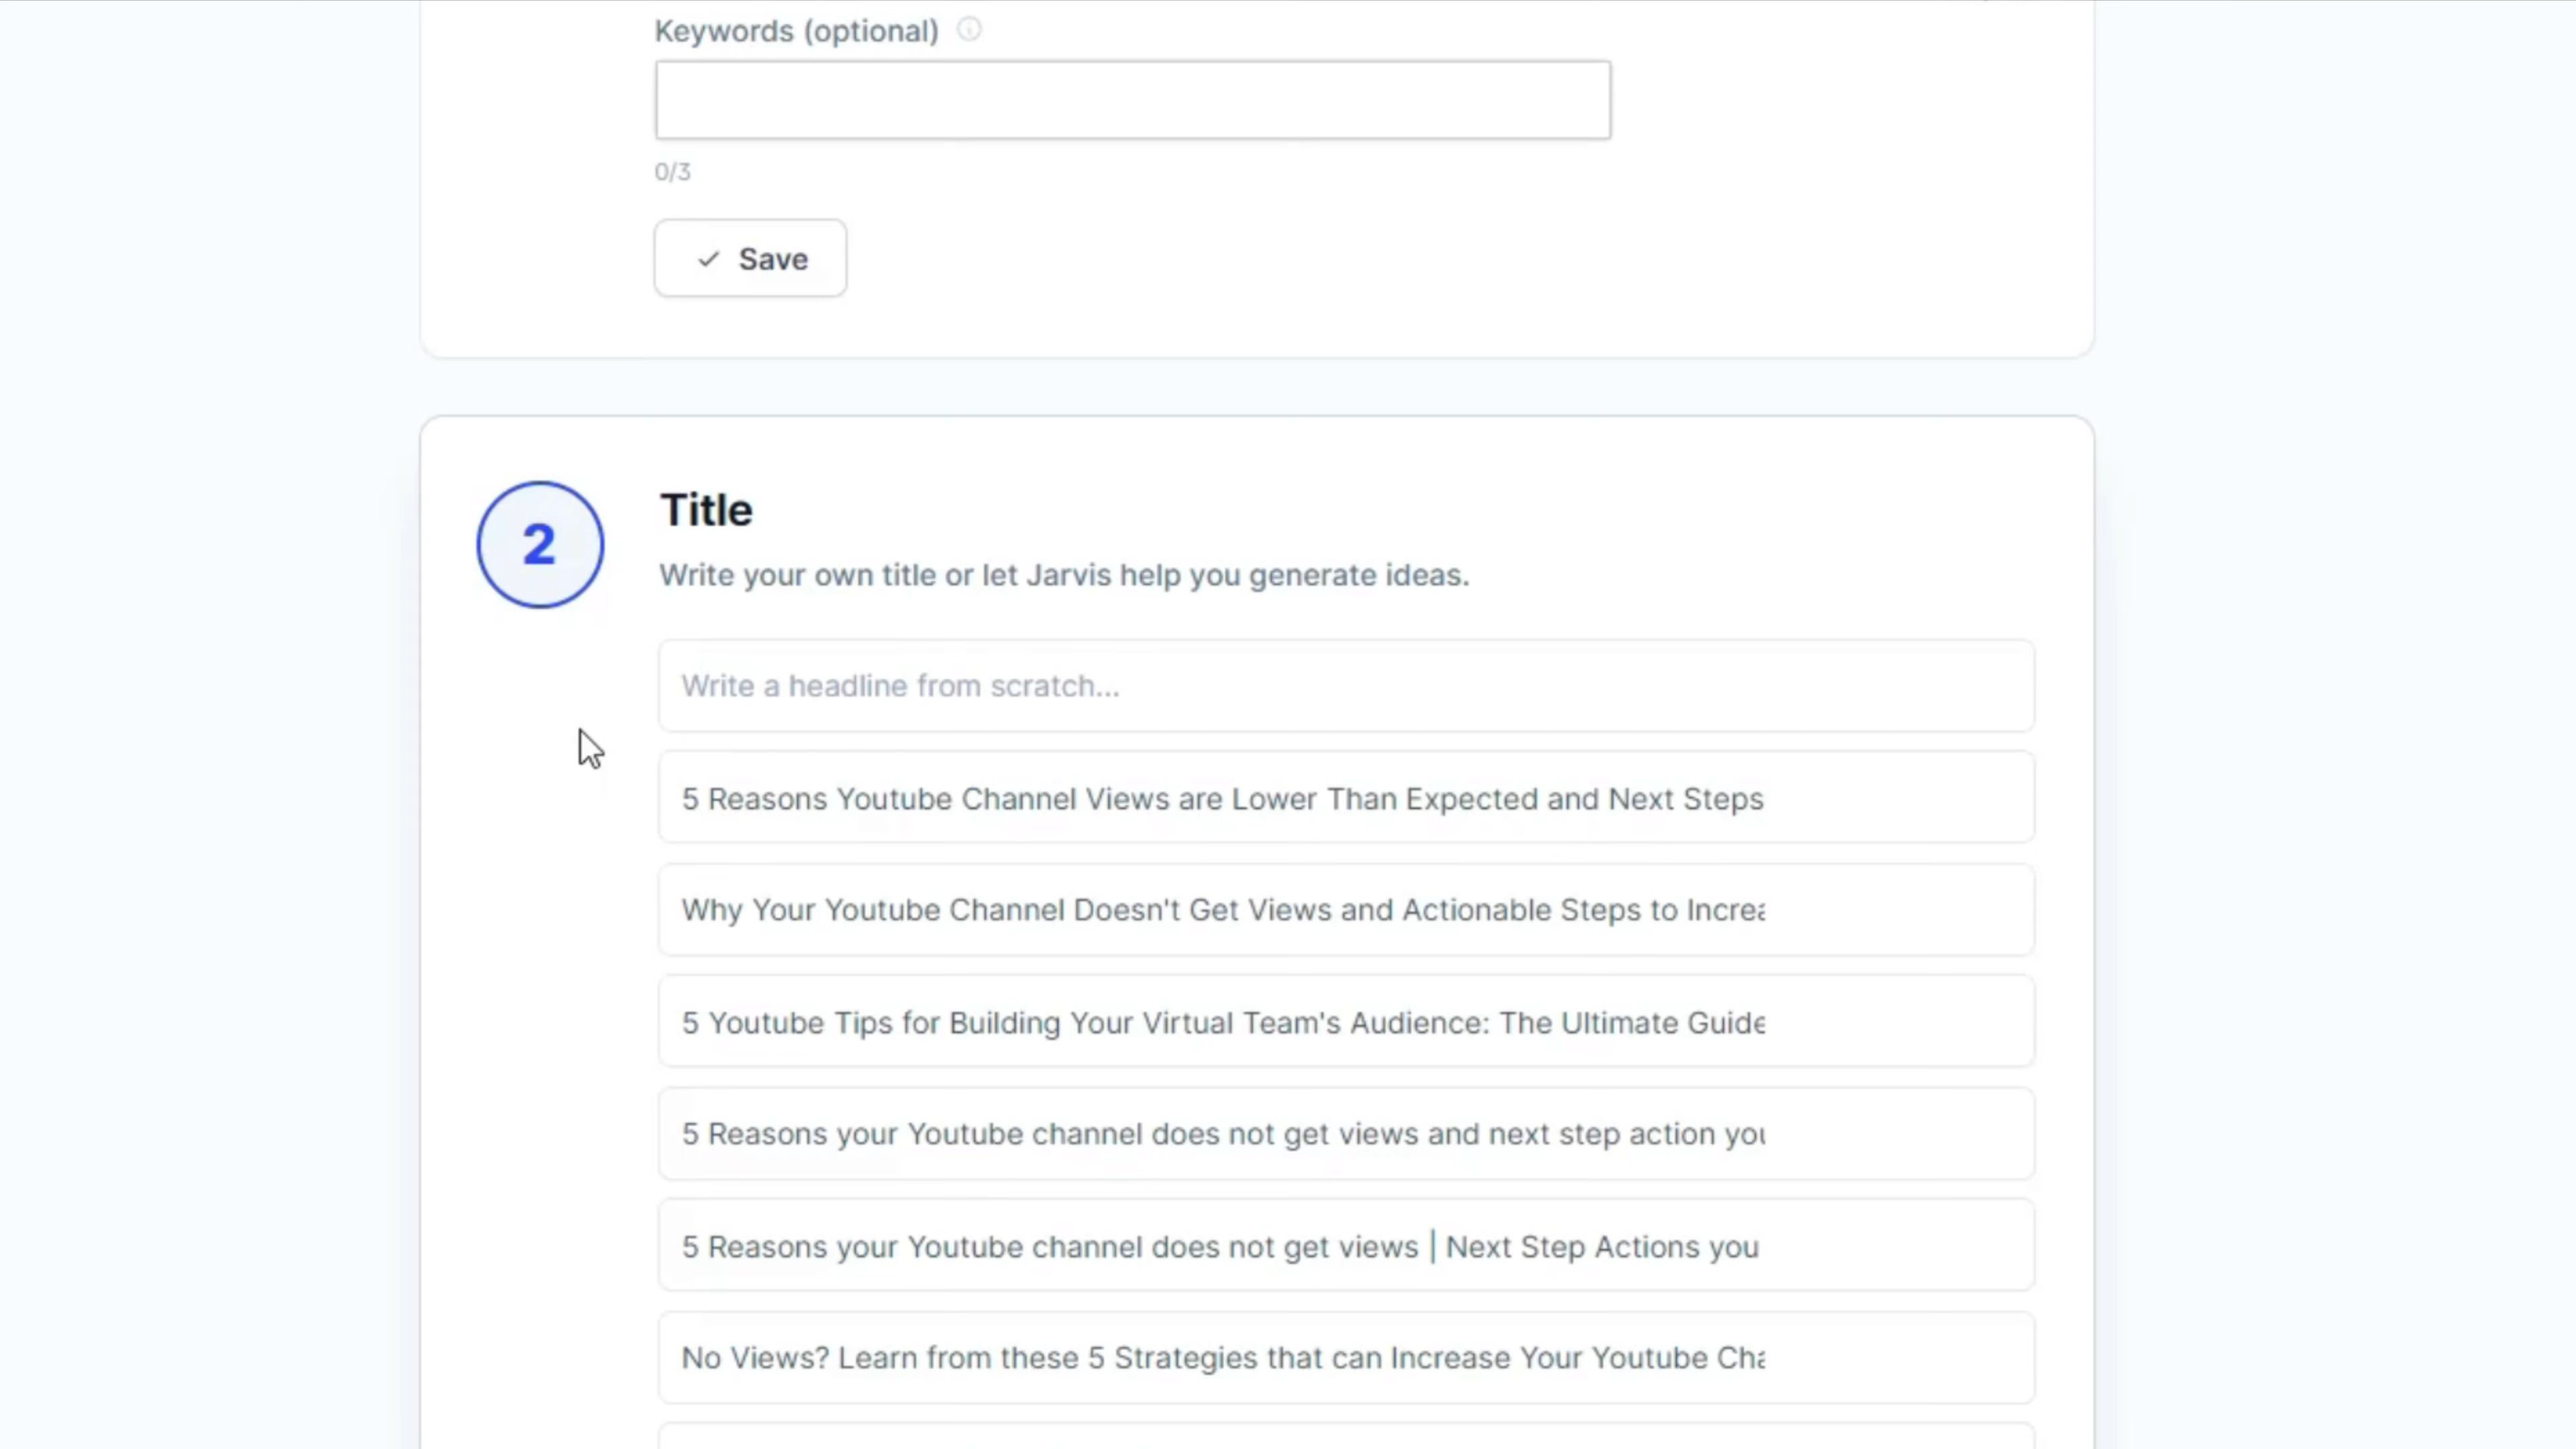 Keywords (optional)
0/3
Save
2
Title
Write your own title or let Jarvis help you generate ideas.
Write a headline from scratch...
5 Reasons Youtube Channel Views are Lower Than Expected and Next Steps
Why Your Youtube Channel Doesn't Get Views and Actionable Steps to
5 Youtube Tips for Building Your Virtual Team's Audience: The Ultimate Guide
5 Reasons your Youtube channel does not get views and next step action
5 Reasons your Youtube channel does not get views | Next Step Actions you
No Views? Learn from these 5 Strategies that can Increase Your Youtube